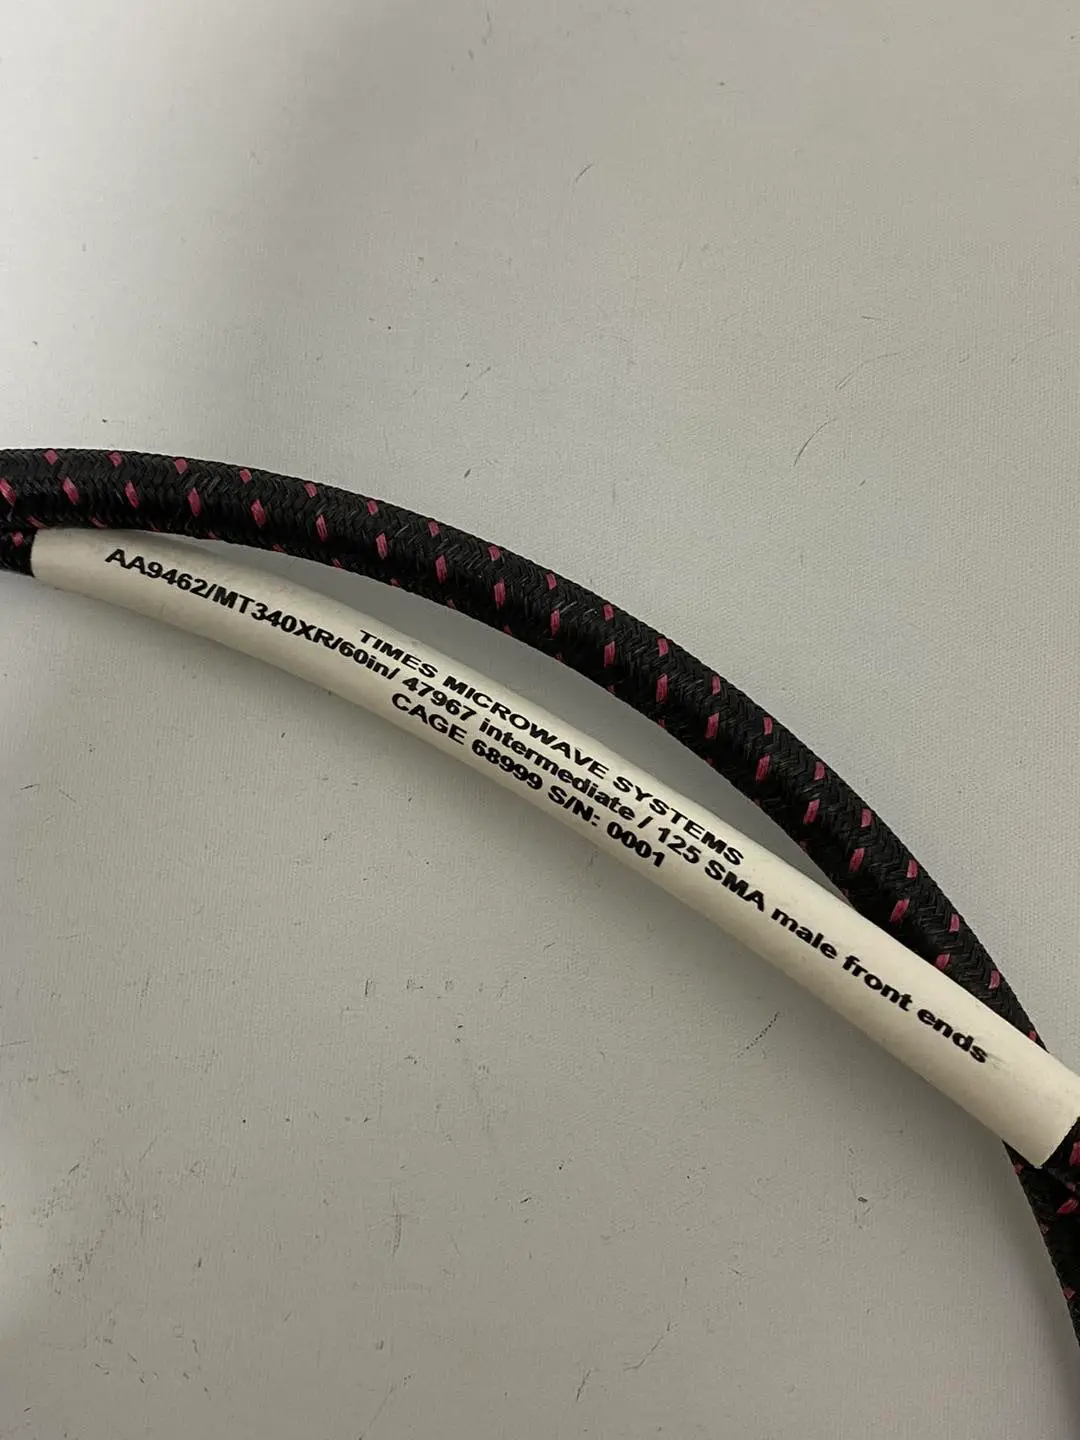 TIMES MICROWAVE SYSTEMS
AA9462/MT340XR/60in/ 47967 intermediate / 125 SMA male front ends
CAGE 68999 S/N: 0001